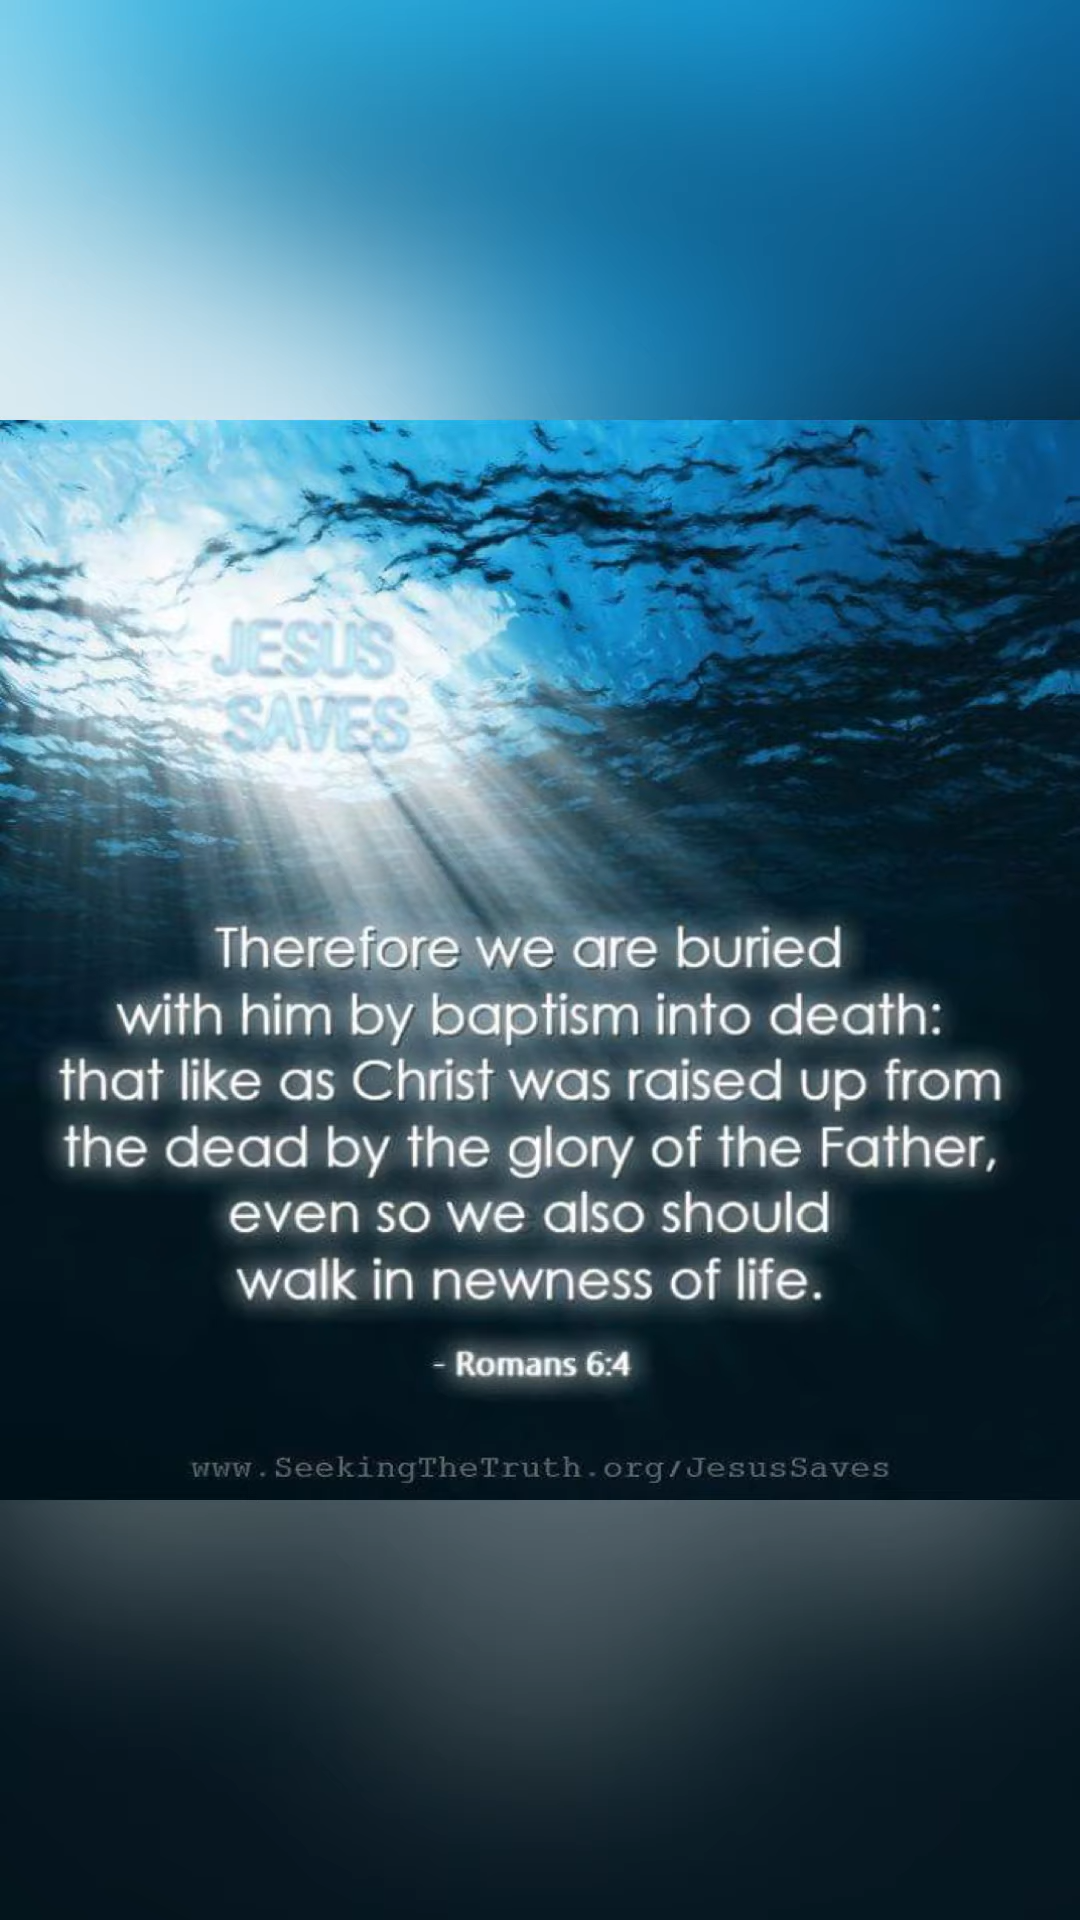 JESUS
SAVES
Therefore we are buried
with him by baptism into death:
that like as Christ was raised up from
the dead by the glory of the Father,
even so we also should
walk in newness of life.
- Romans 6:4
www.SeekingTheTruth.org/JesusSaves